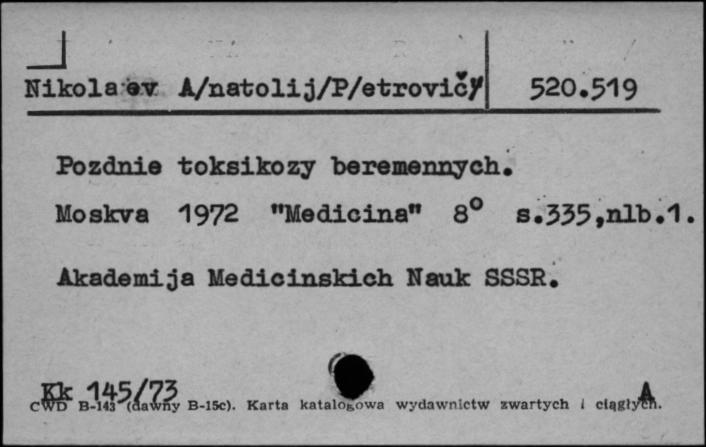 Nikolaev A/natolij/P/etrovič/ 520.519
Pozdnie toksikozy beremennych.
Moskva 1972 "Medicina" 8° s.335,nlb.1.
Akademija Medicinskich Nauk SSSR.
Kk 145/73 A
CWD B-143 (dawny B-15c). Karta katalogowa wydawnictw zwartych i ciągłych.